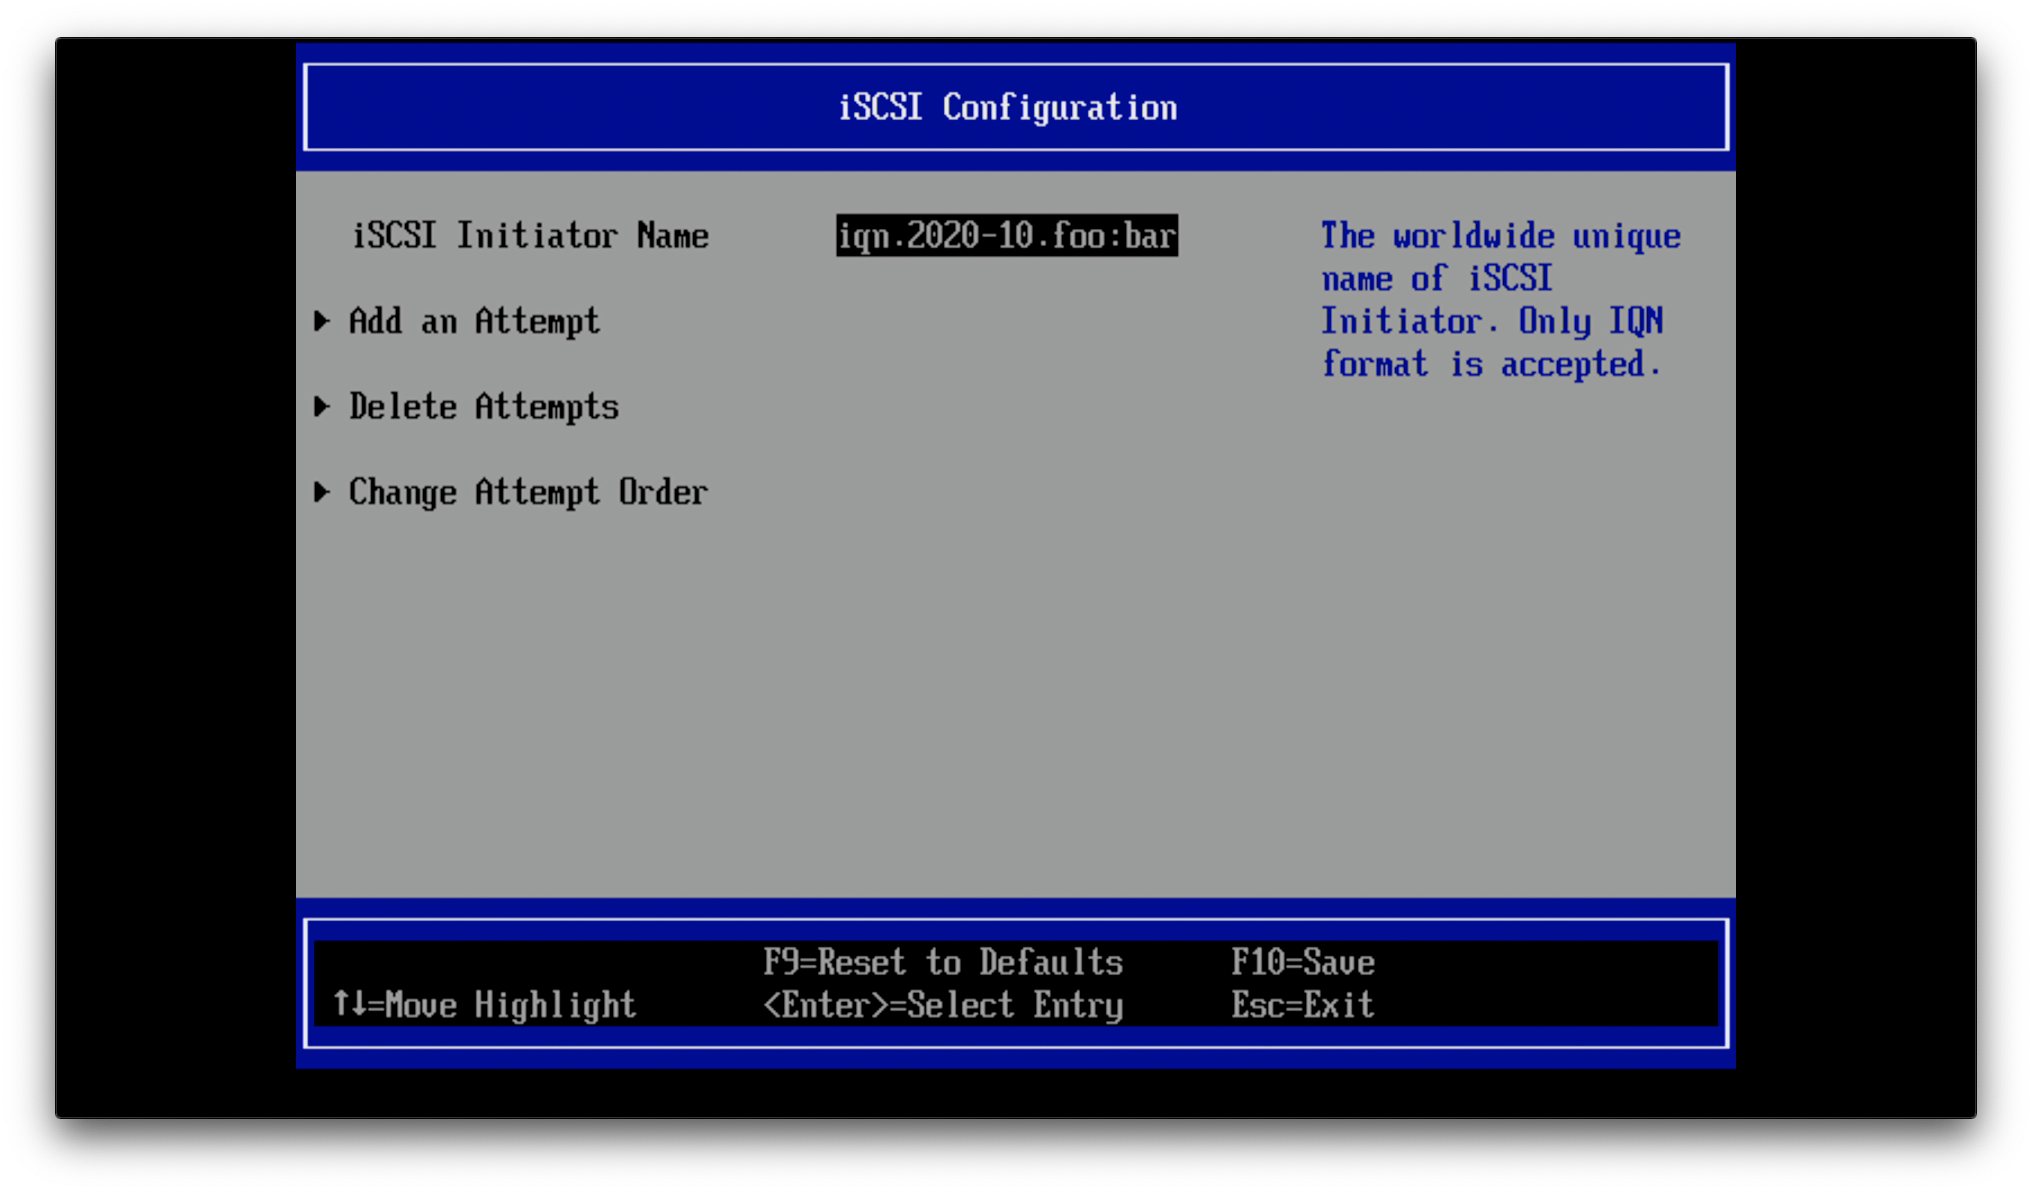 iSCSI Configuration
iSCSI Initiator Name
iqn.2020-10.foo:bar
Add an Attempt
Delete Attempts
Change Attempt Order
The worldwide unique
name of iSCSI
Initiator. Only IQN
format is accepted.
F9=Reset to Defaults
F10=Save
↑↓=Move Highlight
<Enter>=Select Entry
Esc=Exit